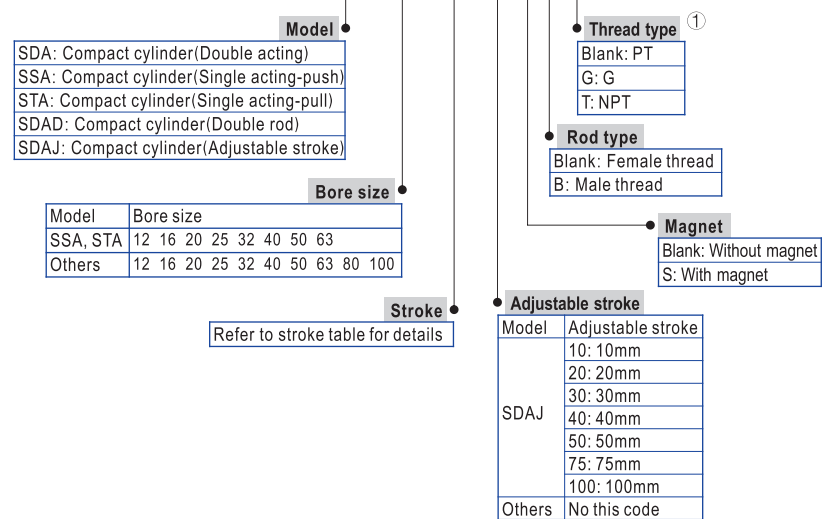 Model
SDA: Compact cylinder(Double acting)
SSA: Compact cylinder(Single acting-push)
STA: Compact cylinder(Single acting-pull)
SDAD: Compact cylinder(Double rod)
SDAJ: Compact cylinder(Adjustable stroke)
Thread type ①
Blank: PT
G: G
T: NPT
Rod type
Blank: Female thread
B: Male thread
Bore size
Model Bore size
SSA, STA 12 16 20 25 32 40 50 63
Others 12 16 20 25 32 40 50 63 80 100
Magnet
Blank: Without magnet
S: With magnet
Stroke
Refer to stroke table for details
Adjustable stroke
Model Adjustable stroke
SDAJ
10: 10mm
20: 20mm
30: 30mm
40: 40mm
50: 50mm
75: 75mm
100: 100mm
Others No this code